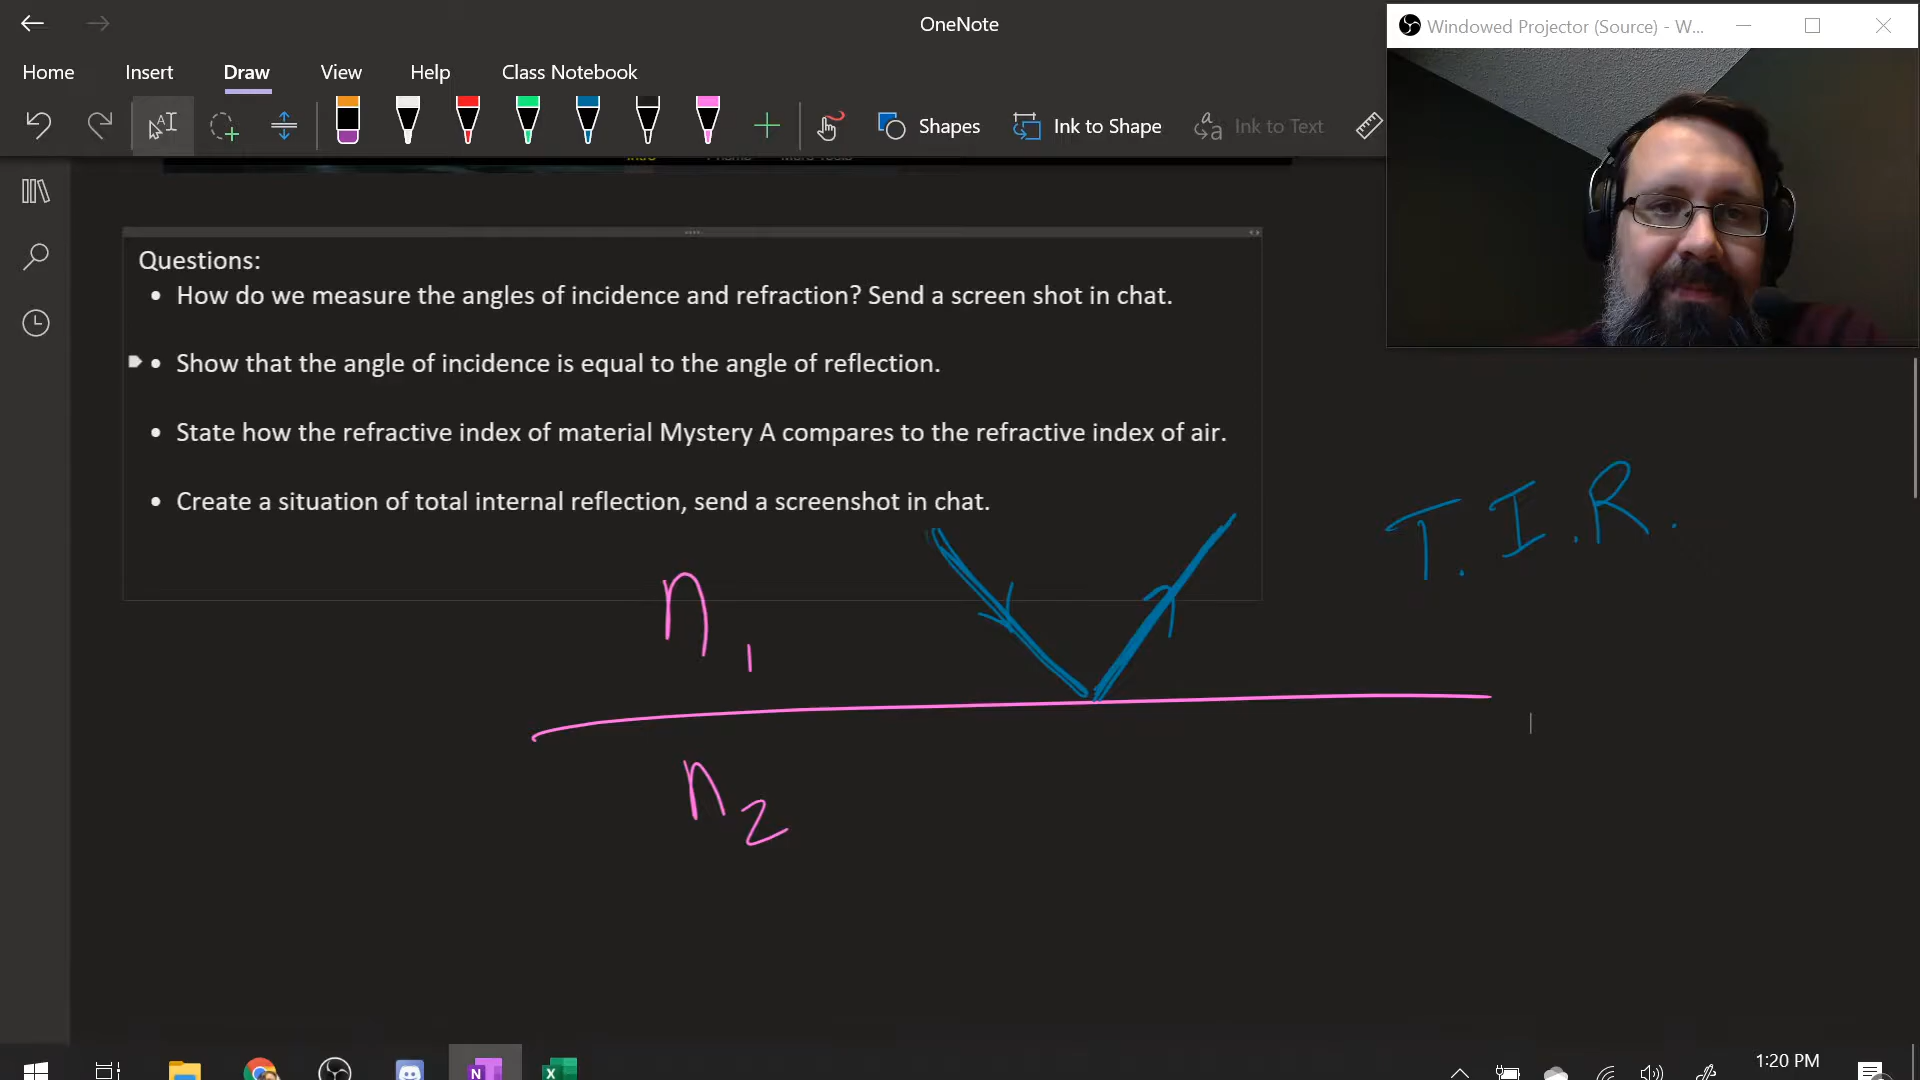 OneNote
Windowed Projector (Source) - W...
Home Insert Draw View Help Class Notebook
Shapes Ink to Shape Ink to Text
Questions:
• How do we measure the angles of incidence and refraction? Send a screen shot in chat.
• Show that the angle of incidence is equal to the angle of reflection.
• State how the refractive index of material Mystery A compares to the refractive index of air.
• Create a situation of total internal reflection, send a screenshot in chat.
T.I.R.
n1
n2
1:20 PM